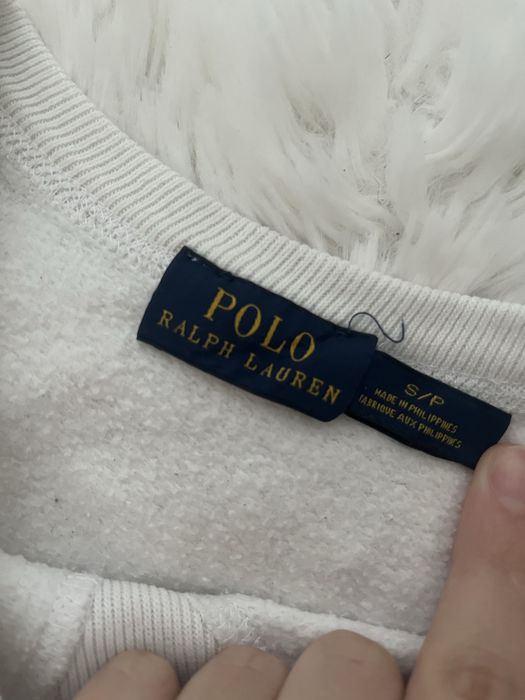 POLO
RALPH LAUREN
S/P
MADE IN PHILIPPINES
FABRIQUE AUX PHILIPPINES